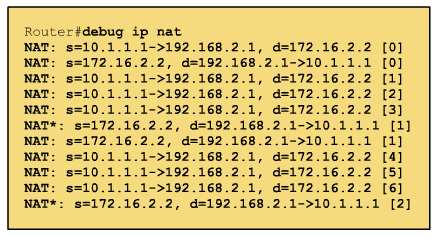 Router#debug ip nat
NAT: s=10.1.1.1->192.168.2.1, d=172.16.2.2 [0]
NAT: s=172.16.2.2, d=192.168.2.1->10.1.1.1 [0]
NAT: s=10.1.1.1->192.168.2.1, d=172.16.2.2 [1]
NAT: s=10.1.1.1->192.168.2.1, d=172.16.2.2 [2]
NAT: s=10.1.1.1->192.168.2.1, d=172.16.2.2 [3]
NAT*: s=172.16.2.2, d=192.168.2.1->10.1.1.1 [1]
NAT: s=172.16.2.2, d=192.168.2.1->10.1.1.1 [1]
NAT: s=10.1.1.1->192.168.2.1, d=172.16.2.2 [4]
NAT: s=10.1.1.1->192.168.2.1, d=172.16.2.2 [5]
NAT: s=10.1.1.1->192.168.2.1, d=172.16.2.2 [6]
NAT*: s=172.16.2.2, d=192.168.2.1->10.1.1.1 [2]